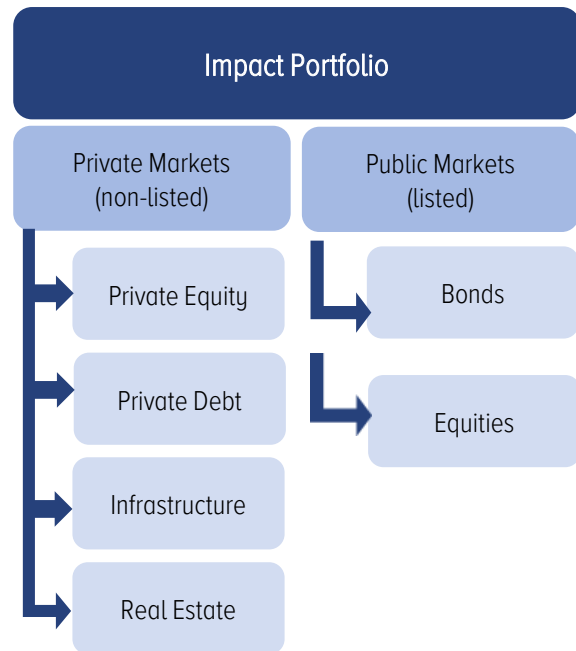 Impact Portfolio
Private Markets
(non-listed)
Public Markets
(listed)
Private Equity
Private Debt
Infrastructure
Real Estate
Bonds
Equities